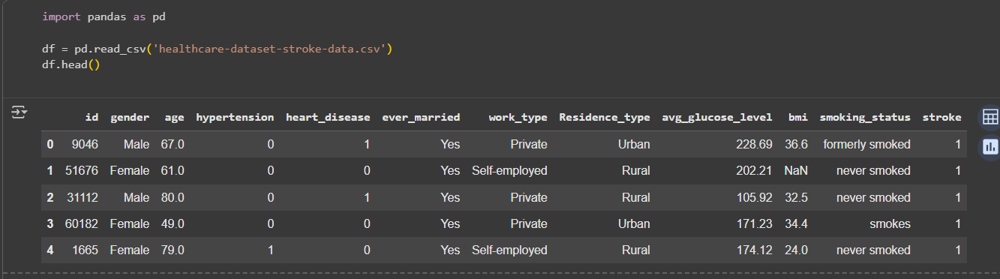 import pandas as pd
df = pd.read_csv('healthcare-dataset-stroke-data.csv')
df.head()
id gender age hypertension heart_disease ever_married work_type Residence_type avg_glucose_level bmi smoking_status stroke
0 9046 Male 67.0 0 1 Yes Private Urban 228.69 36.6 formerly smoked 1
1 51676 Female 61.0 0 0 Yes Self-employed Rural 202.21 NaN never smoked 1
2 31112 Male 80.0 0 1 Yes Private Rural 105.92 32.5 never smoked 1
3 60182 Female 49.0 0 0 Yes Private Urban 171.23 34.4 smokes 1
4 1665 Female 79.0 1 0 Yes Self-employed Rural 174.12 24.0 never smoked 1